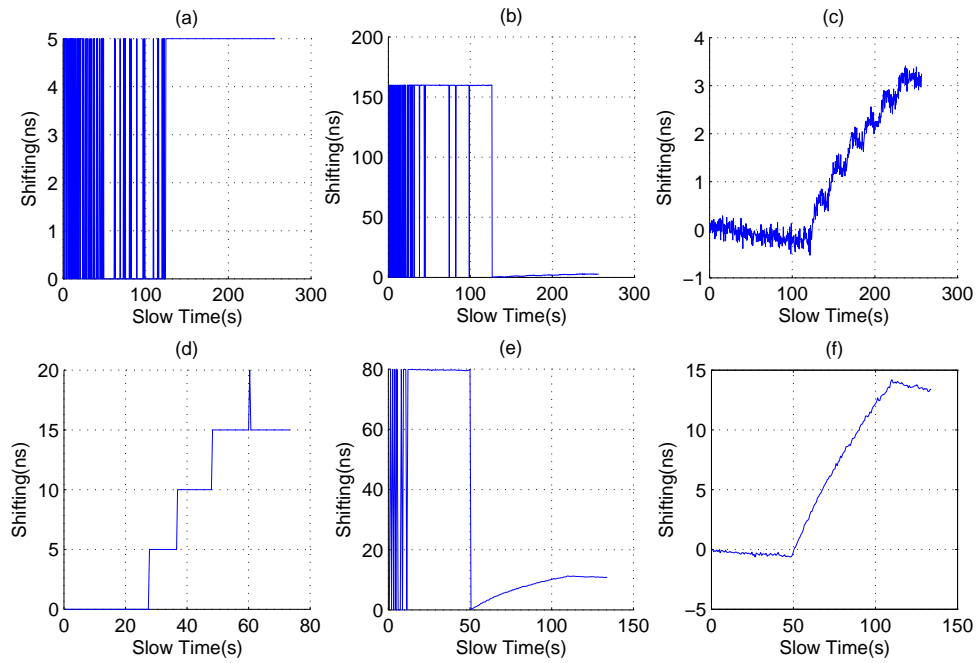 (a)
5
4
3
2
1
0
0 100 200 300
Shifting(ns)
Slow Time(s)
(b)
200
150
100
50
0
0 100 200 300
Shifting(ns)
Slow Time(s)
(c)
4
3
2
1
0
−1
0 100 200 300
Shifting(ns)
Slow Time(s)
(d)
20
15
10
5
0
0 20 40 60 80
Shifting(ns)
Slow Time(s)
(e)
80
60
40
20
0
0 50 100 150
Shifting(ns)
Slow Time(s)
(f)
15
10
5
0
−5
0 50 100 150
Shifting(ns)
Slow Time(s)